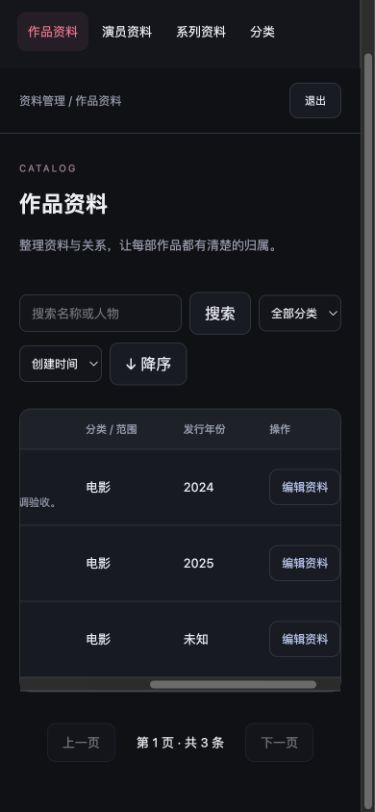 作品资料 演员资料 系列资料 分类
资料管理 / 作品资料 退出
CATALOG
作品资料
整理资料与关系，让每部作品都有清楚的归属。
搜索名称或人物 搜索 全部分类
创建时间 ↓ 降序
分类 / 范围 发行年份 操作
电影 2024 编辑资料
调验收。
电影 2025 编辑资料
电影 未知 编辑资料
上一页 第 1 页 · 共 3 条 下一页